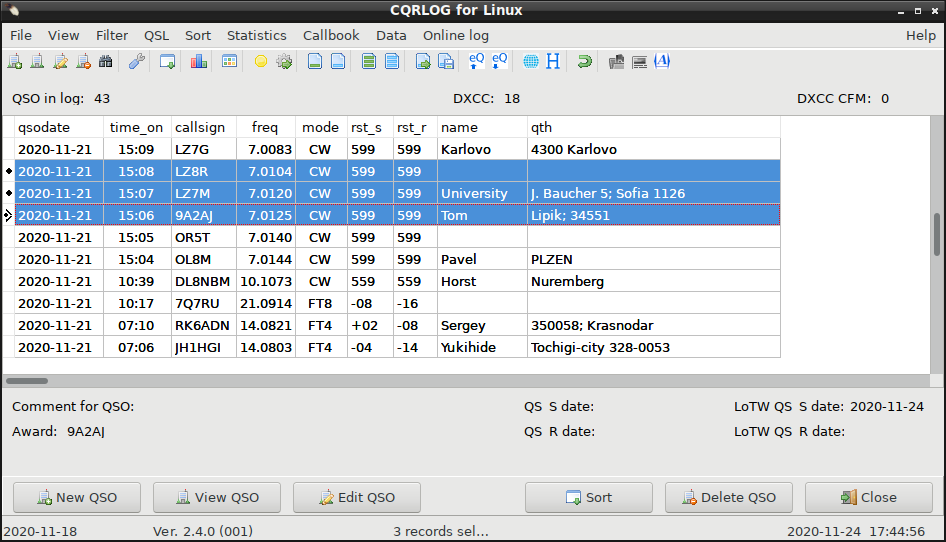 CQRLOG for Linux
File View Filter QSL Sort Statistics Callbook Data Online log Help
eQ eQ H (A)
QSO in log: 43 DXCC: 18 DXCC CFM: 0
qsodate time_on callsign freq mode rst_s rst_r name qth
2020-11-21 15:09 LZ7G 7.0083 CW 599 599 Karlovo 4300 Karlovo
2020-11-21 15:08 LZ8R 7.0104 CW 599 599
2020-11-21 15:07 LZ7M 7.0120 CW 599 599 University J. Baucher 5; Sofia 1126
2020-11-21 15:06 9A2AJ 7.0125 CW 599 599 Tom Lipik; 34551
2020-11-21 15:05 OR5T 7.0140 CW 599 599
2020-11-21 15:04 OL8M 7.0144 CW 599 599 Pavel PLZEN
2020-11-21 10:39 DL8NBM 10.1073 CW 559 559 Horst Nuremberg
2020-11-21 10:17 7Q7RU 21.0914 FT8 -08 -16
2020-11-21 07:10 RK6ADN 14.0821 FT4 +02 -08 Sergey 350058; Krasnodar
2020-11-21 07:06 JH1HGI 14.0803 FT4 -04 -14 Yukihide Tochigi-city 328-0053
Comment for QSO: QS S date: LoTW QS S date: 2020-11-24
Award: 9A2AJ QS R date: LoTW QS R date:
New QSO View QSO Edit QSO Sort Delete QSO Close
2020-11-18 Ver. 2.4.0 (001) 3 records sel... 2020-11-24 17:44:56